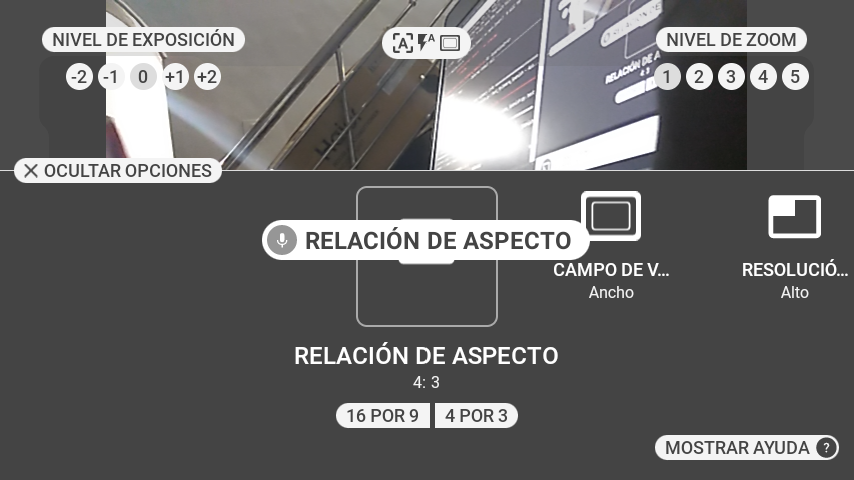 NIVEL DE EXPOSICIÓN
-2 -1 0 +1 +2
A
A
NIVEL DE ZOOM
1 2 3 4 5
RELACIÓN DE A
OCULTAR OPCIONES
RELACIÓN DE ASPECTO
CAMPO DE V...
Ancho
RESOLUCIÓ...
Alto
RELACIÓN DE ASPECTO
4: 3
16 POR 9
4 POR 3
MOSTRAR AYUDA ?